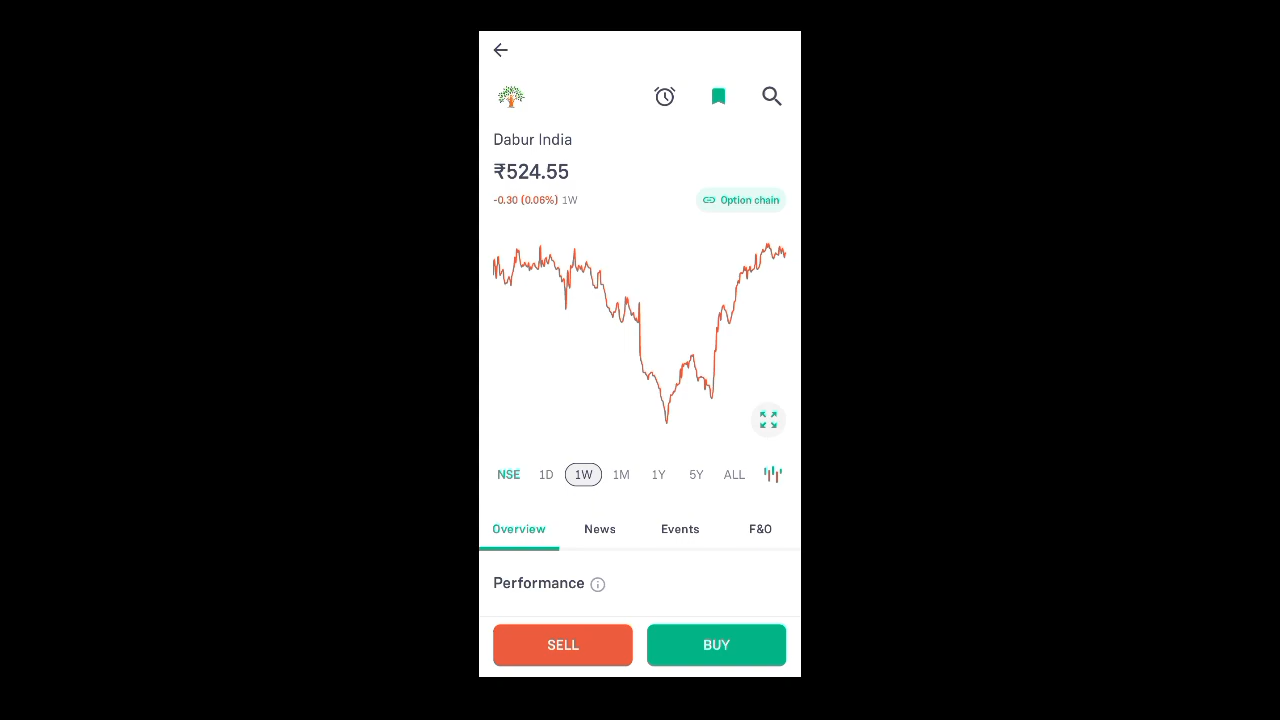 Dabur India
₹524.55
-0.30 (0.06%) 1W
Option chain
NSE 1D 1W 1M 1Y 5Y ALL
Overview News Events F&O
Performance
SELL BUY